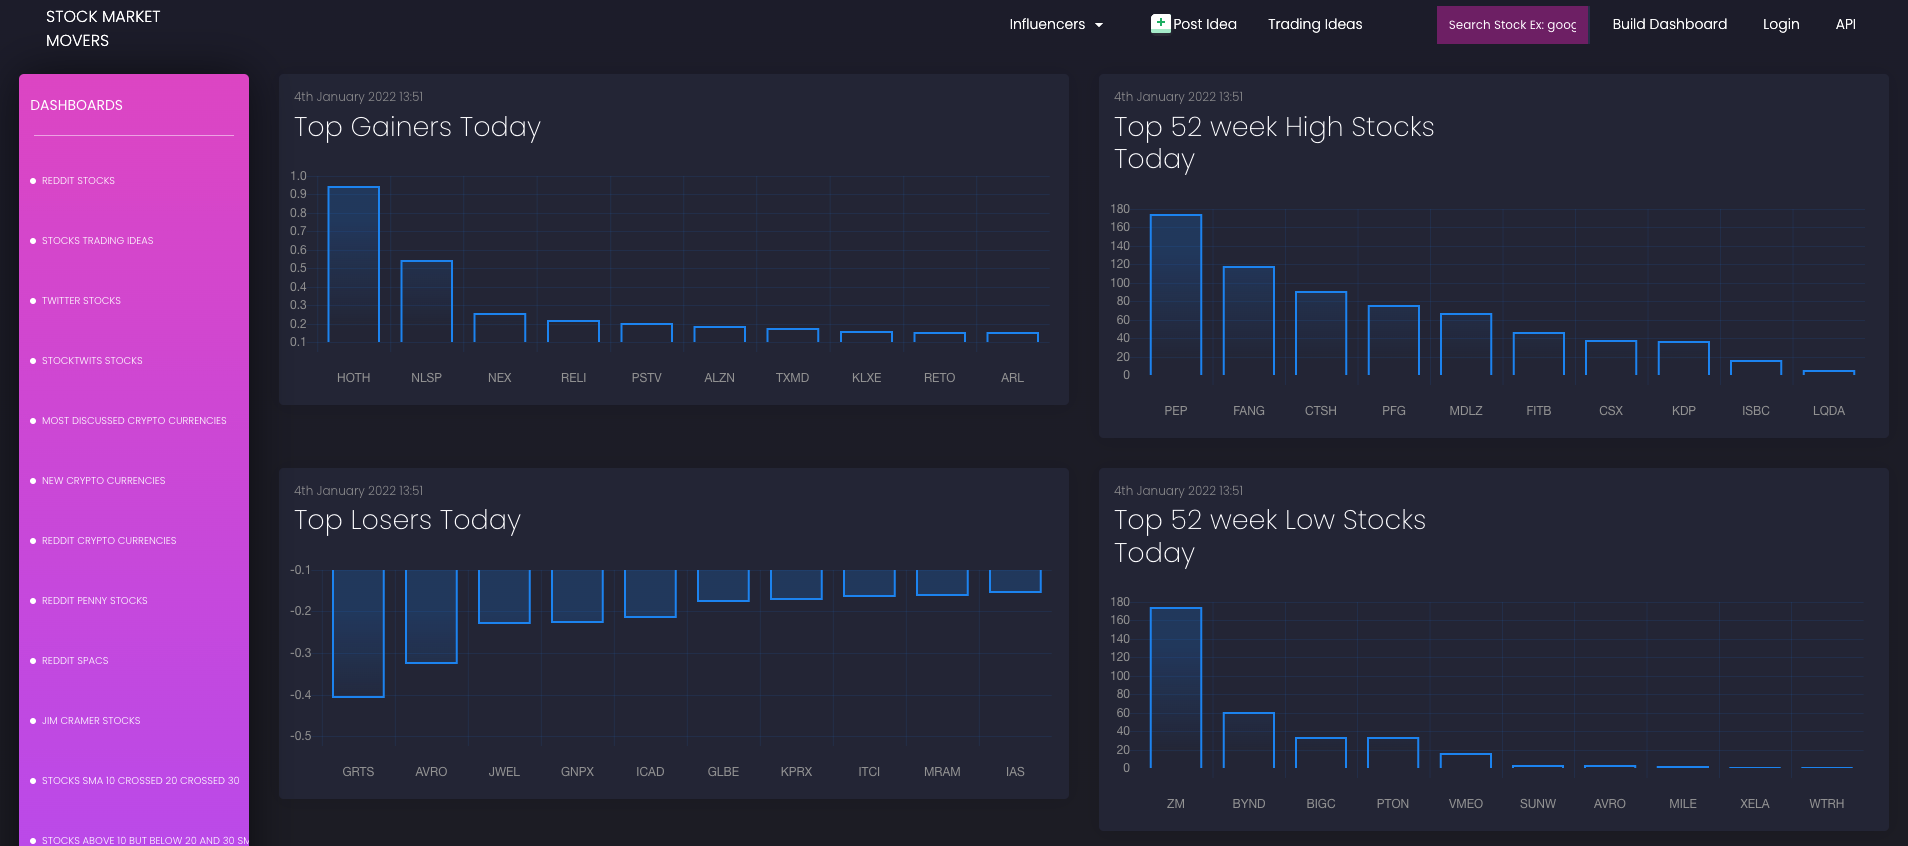 STOCK MARKET
MOVERS
Influencers
Post Idea
Trading Ideas
Search Stock Ex: goog
Build Dashboard
Login
API
DASHBOARDS
REDDIT STOCKS
STOCKS TRADING IDEAS
TWITTER STOCKS
STOCKTWITS STOCKS
MOST DISCUSSED CRYPTO CURRENCIES
NEW CRYPTO CURRENCIES
REDDIT CRYPTO CURRENCIES
REDDIT PENNY STOCKS
REDDIT SPACS
JIM CRAMER STOCKS
STOCKS SMA 10 CROSSED 20 CROSSED 30
STOCKS ABOVE 10 BUT BELOW 20 AND 30 SM
4th January 2022 13:51
Top Gainers Today
1.0
0.9
0.8
0.7
0.6
0.5
0.4
0.3
0.2
0.1
HOTH NLSP NEX RELI PSTV ALZN TXMD KLXE RETO ARL
4th January 2022 13:51
Top 52 week High Stocks
Today
180
160
140
120
100
80
60
40
20
0
PEP FANG CTSH PFG MDLZ FITB CSX KDP ISBC LQDA
4th January 2022 13:51
Top Losers Today
-0.1
-0.2
-0.3
-0.4
-0.5
GRTS AVRO JWEL GNPX ICAD GLBE KPRX ITCI MRAM IAS
4th January 2022 13:51
Top 52 week Low Stocks
Today
180
160
140
120
100
80
60
40
20
0
ZM BYND BIGC PTON VMEO SUNW AVRO MILE XELA WTRH